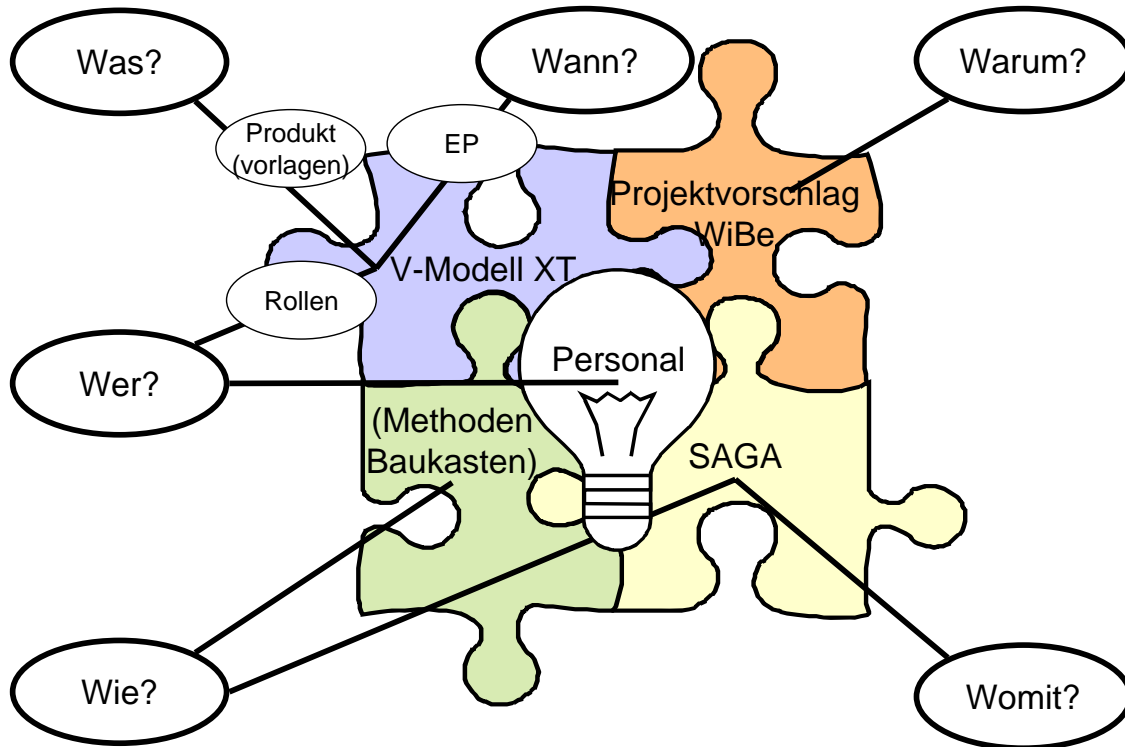 Was?
Wann?
Warum?
Produkt
(vorlagen)
EP
Projektvorschlag
WiBe
V-Modell XT
Rollen
Personal
Wer?
(Methoden
Baukasten)
SAGA
Wie?
Womit?